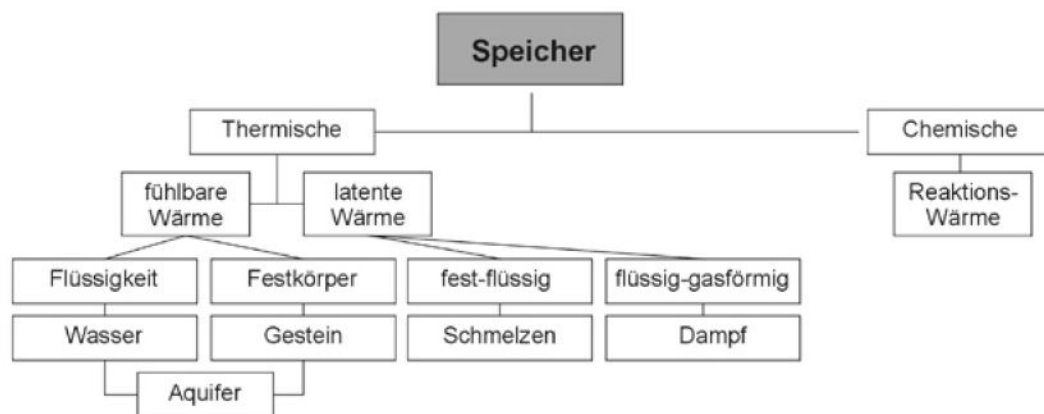 Speicher
Thermische
Chemische
fühlbare
Wärme
latente
Wärme
Reaktions-
Wärme
Flüssigkeit
Festkörper
fest-flüssig
flüssig-gasförmig
Wasser
Gestein
Schmelzen
Dampf
Aquifer